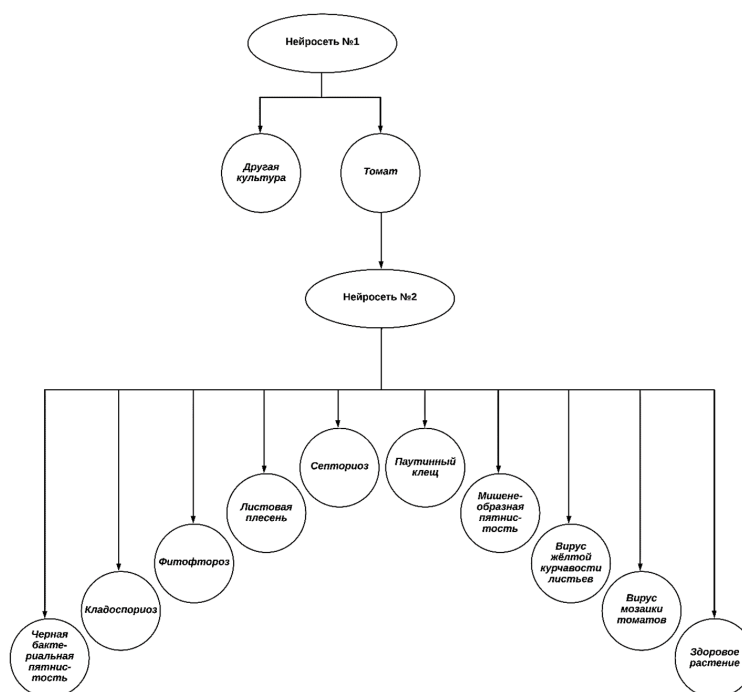 Нейросеть №1
Другая
культура
Томат
Нейросеть №2
Септориоз
Паутинный
клещ
Листовая
плесень
Мишене-
образная
пятнис-
тость
Фитофтороз
Вирус
жёлтой
курчавости
листьев
Кладоспориоз
Вирус
мозаики
томатов
Черная
бакте-
риальная
пятнис-
тость
Здоровое
растение